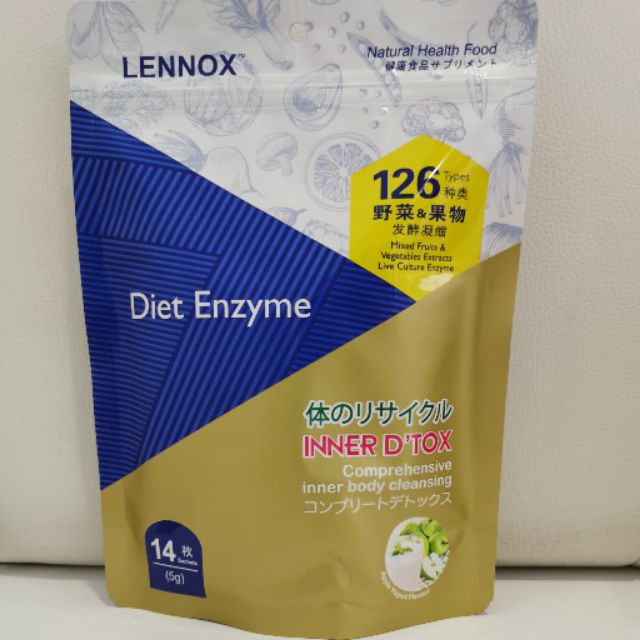 LENNOX™
Natural Health Food
健康食品サプリメント
126 Types
种类
野菜&果物
发酵凝缩
Mixed Fruits &
Vegetables Extracts
Live Culture Enzyme
Diet Enzyme
体のリサイクル
INNER D'TOX
Comprehensive
inner body cleansing
コンプリートデトックス
14 枚
Sachets
(5g)
Apple Yogurt Flavour